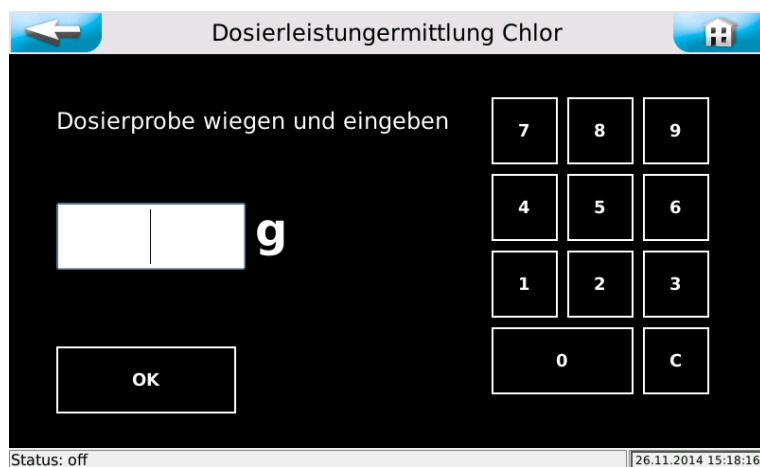 Dosierleistungermittlung Chlor
Dosierprobe wiegen und eingeben
g
OK
7 8 9
4 5 6
1 2 3
0 C
Status: off
26.11.2014 15:18:16